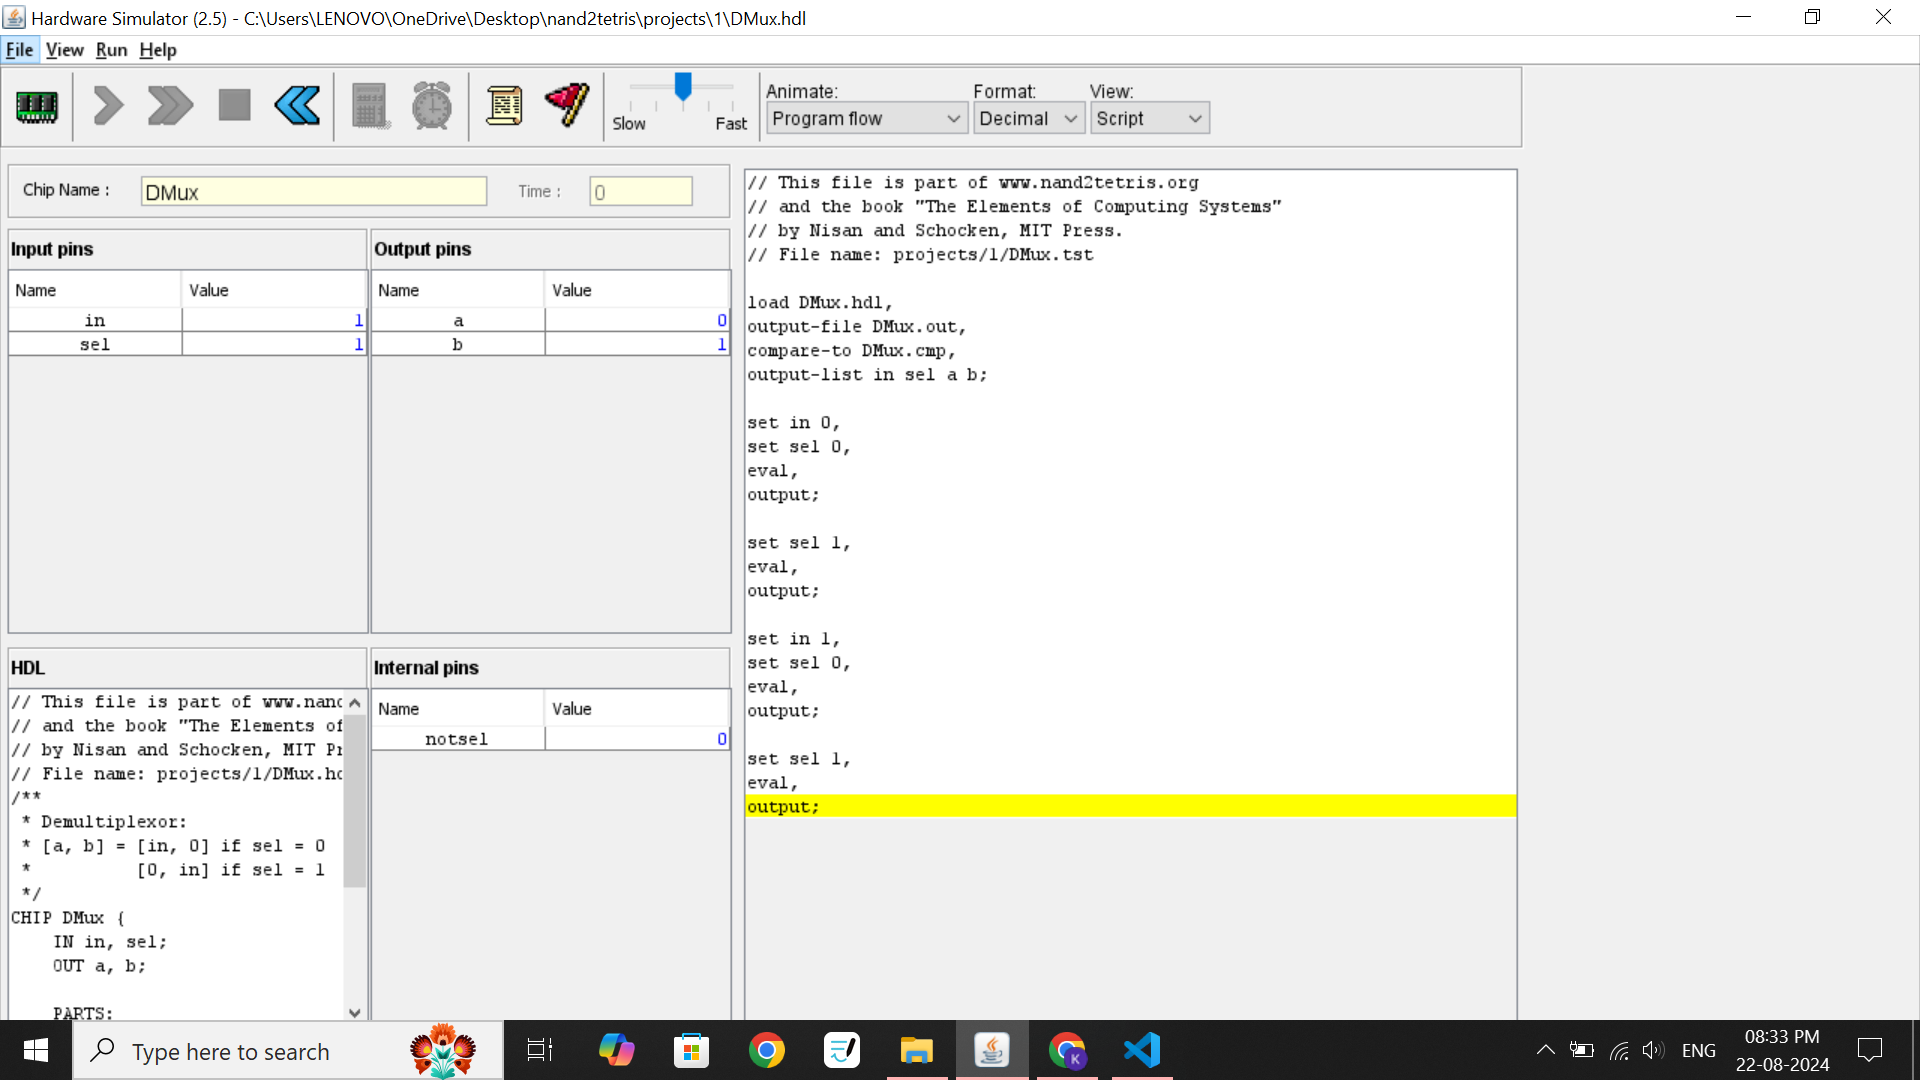 Hardware Simulator (2.5) - C:\Users\LENOVO\OneDrive\Desktop\nand2tetris\projects\1\DMux.hdl
File View Run Help
Slow Fast
Animate: Format: View:
Program flow Decimal Script
Chip Name : DMux Time : 0
Input pins
Name Value
in 1
sel 1
Output pins
Name Value
a 0
b 1
HDL
// This file is part of www.nand
// and the book "The Elements of
// by Nisan and Schocken, MIT Pr
// File name: projects/1/DMux.hd
/**
* Demultiplexor:
* [a, b] = [in, 0] if sel = 0
* [0, in] if sel = 1
*/
CHIP DMux {
IN in, sel;
OUT a, b;
PARTS:
Internal pins
Name Value
notsel 0
// This file is part of www.nand2tetris.org
// and the book "The Elements of Computing Systems"
// by Nisan and Schocken, MIT Press.
// File name: projects/1/DMux.tst
load DMux.hdl,
output-file DMux.out,
compare-to DMux.cmp,
output-list in sel a b;
set in 0,
set sel 0,
eval,
output;
set sel 1,
eval,
output;
set in 1,
set sel 0,
eval,
output;
set sel 1,
eval,
output;
Type here to search
K
ENG
08:33 PM
22-08-2024